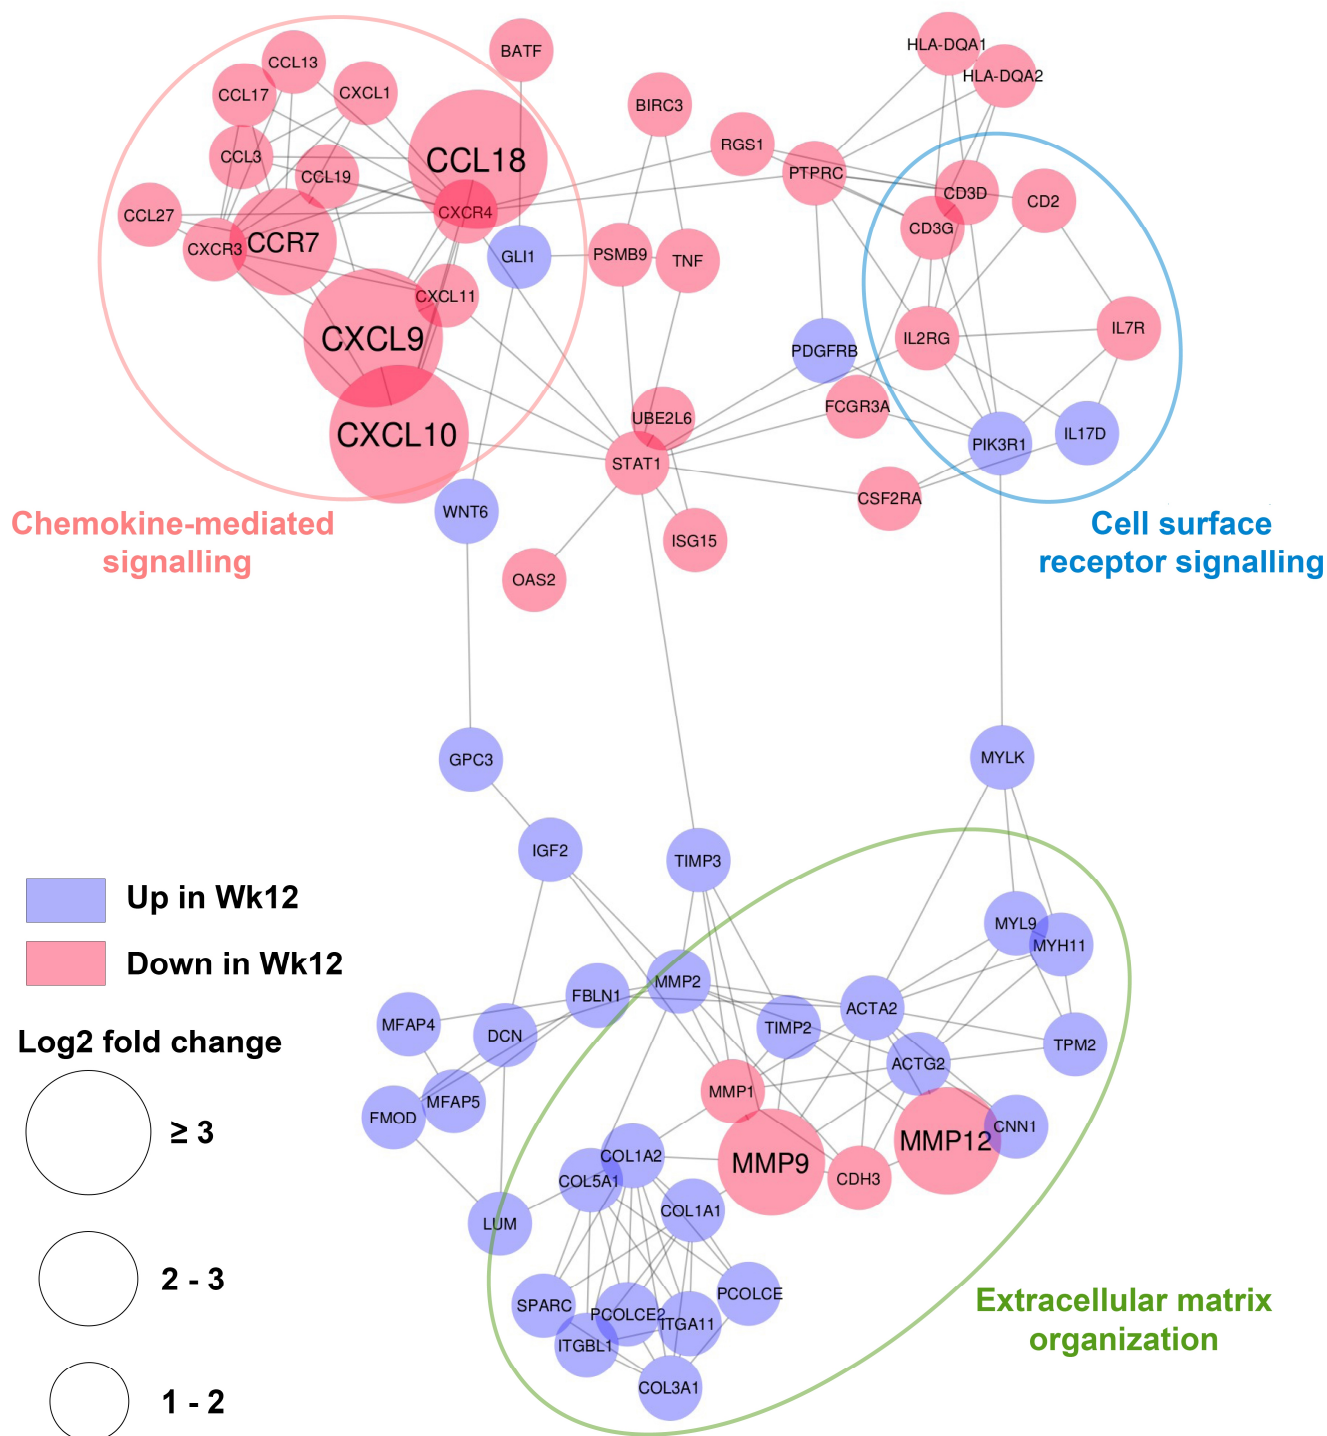 HLA-DQA1
BATF
CCL13
HLA-DQA2
CCL17
CXCL1
BIRC3
RGS1
CCL3
CCL18
CCL19
PTPRC
CD3D
CD2
CCL27
CXCR4
CD3G
CXCR3
CCR7
GLI1
PSMB9
TNF
CXCL11
IL7R
CXCL9
IL2RG
PDGFRB
FCGR3A
UBE2L6
CXCL10
IL17D
PIK3R1
STAT1
CSF2RA
WNT6
Chemokine-mediated
signalling
Cell surface
receptor signalling
ISG15
OAS2
GPC3
MYLK
IGF2
TIMP3
Up in Wk12
Down in Wk12
MYL9
MYH11
MMP2
FBLN1
ACTA2
MFAP4
DCN
TIMP2
TPM2
Log2 fold change
ACTG2
MMP1
MFAP5
FMOD
CNN1
≥ 3
MMP12
COL1A2
MMP9
COL5A1
CDH3
COL1A1
LUM
2 - 3
PCOLCE
SPARC
PCOLCE2
ITGA11
ITGBL1
Extracellular matrix
organization
COL3A1
1 - 2